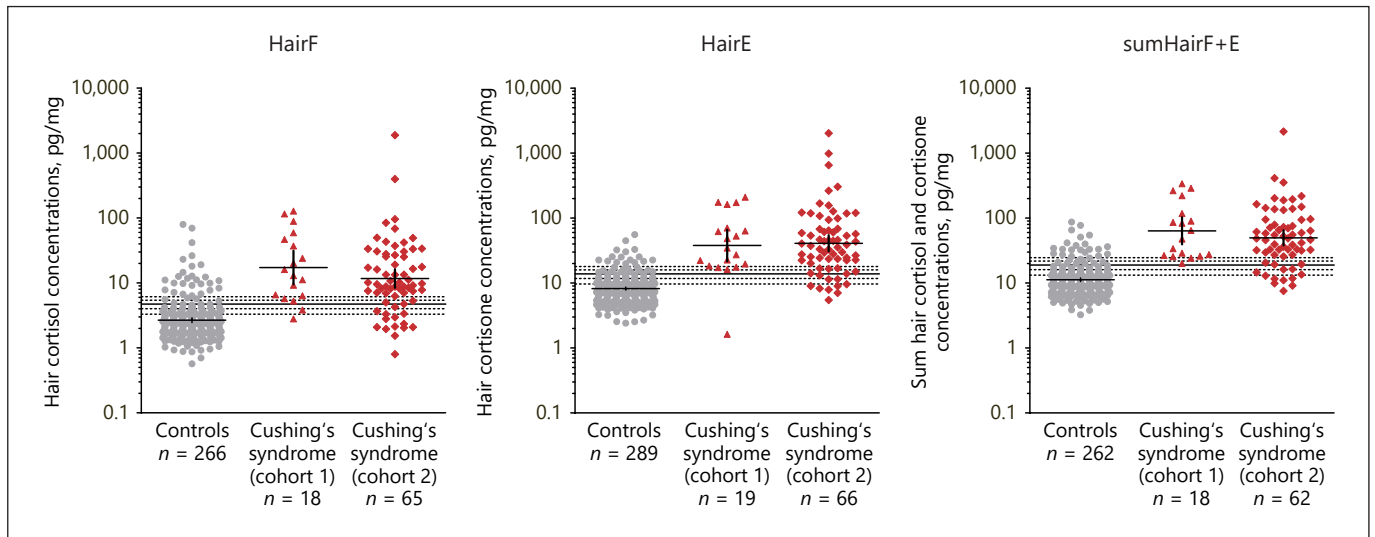 HairF
Hair cortisol concentrations, pg/mg
10,000
1,000
100
10
1
0.1
Controls
n = 266
Cushing‘s
syndrome
(cohort 1)
n = 18
Cushing‘s
syndrome
(cohort 2)
n = 65
HairE
Hair cortisone concentrations, pg/mg
10,000
1,000
100
10
1
0.1
Controls
n = 289
Cushing‘s
syndrome
(cohort 1)
n = 19
Cushing‘s
syndrome
(cohort 2)
n = 66
sumHairF+E
Sum hair cortisol and cortisone
concentrations, pg/mg
10,000
1,000
100
10
1
0.1
Controls
n = 262
Cushing‘s
syndrome
(cohort 1)
n = 18
Cushing‘s
syndrome
(cohort 2)
n = 62